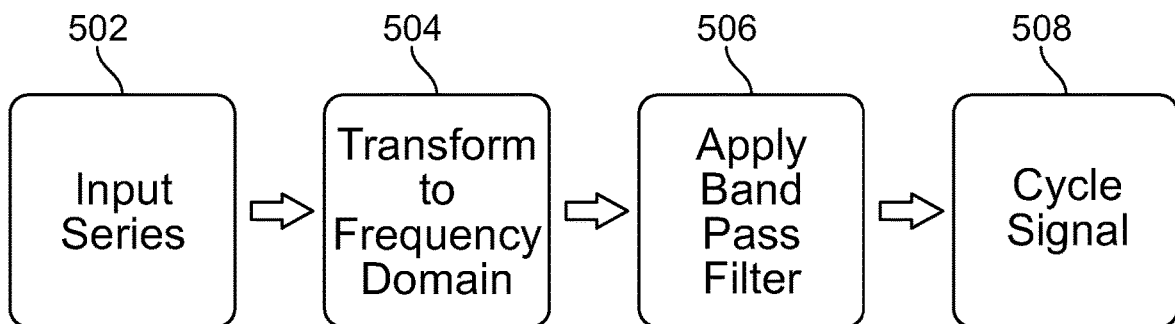 502
504
506
508
Input
Series
Transform
to
Frequency
Domain
Apply
Band
Pass
Filter
Cycle
Signal